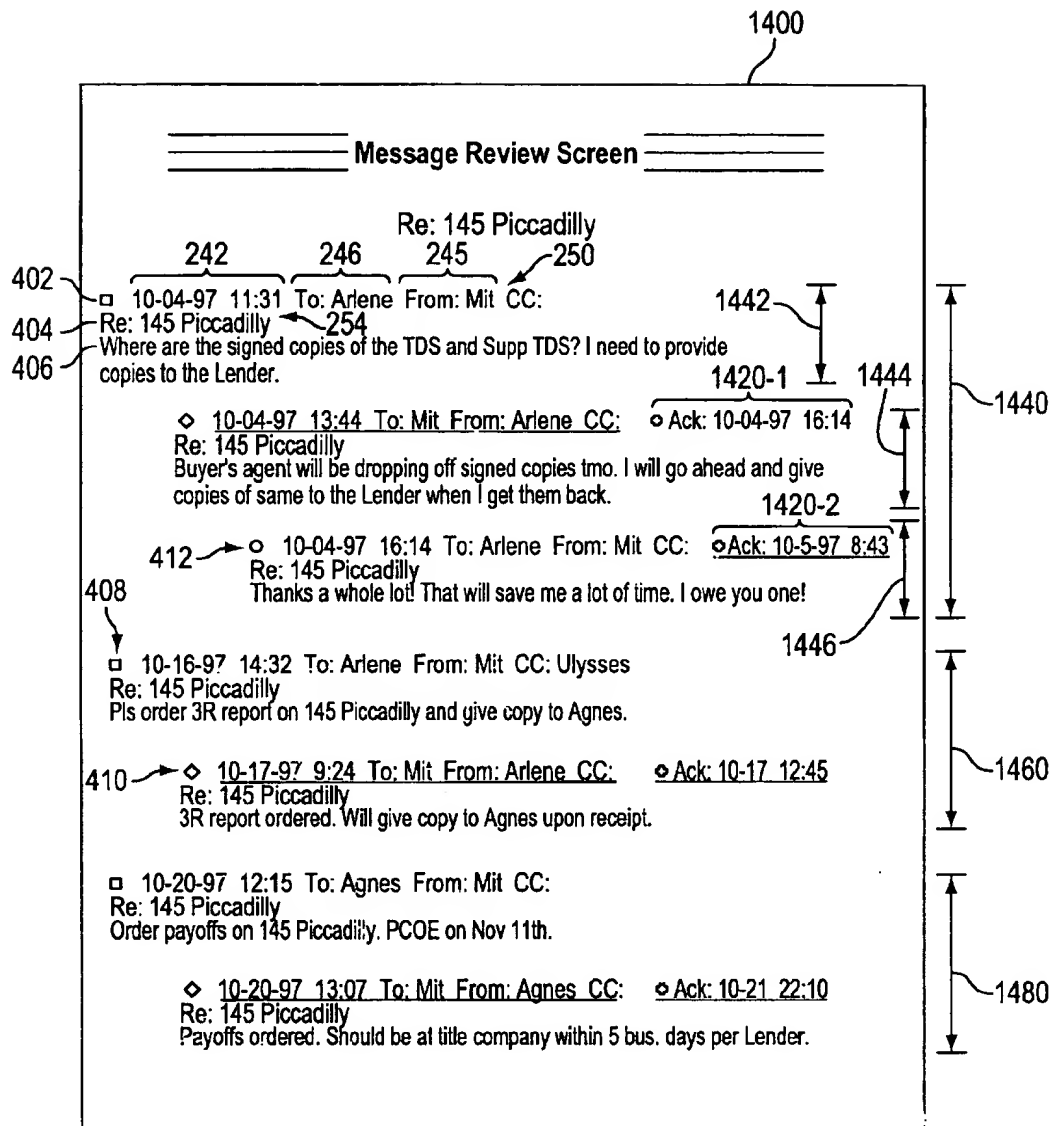 1400
Message Review Screen
Re: 145 Piccadilly
242 246 245 250
402 10-04-97 11:31 To: Arlene From: Mit CC:
404 Re: 145 Piccadilly 254 1442
406 Where are the signed copies of the TDS and Supp TDS? I need to provide
copies to the Lender.
1420-1 1444 1440
10-04-97 13:44 To: Mit From: Arlene CC: Ack: 10-04-97 16:14
Re: 145 Piccadilly
Buyer's agent will be dropping off signed copies tmo. I will go ahead and give
copies of same to the Lender when I get them back.
1420-2
412 10-04-97 16:14 To: Arlene From: Mit CC: Ack: 10-5-97 8:43
Re: 145 Piccadilly
Thanks a whole lot! That will save me a lot of time. I owe you one!
408 1446
10-16-97 14:32 To: Arlene From: Mit CC: Ulysses
Re: 145 Piccadilly
Pls order 3R report on 145 Piccadilly and give copy to Agnes.
410 10-17-97 9:24 To: Mit From: Arlene CC: Ack: 10-17 12:45 1460
Re: 145 Piccadilly
3R report ordered. Will give copy to Agnes upon receipt.
10-20-97 12:15 To: Agnes From: Mit CC:
Re: 145 Piccadilly
Order payoffs on 145 Piccadilly. PCOE on Nov 11th.
10-20-97 13:07 To: Mit From: Agnes CC: Ack: 10-21 22:10 1480
Re: 145 Piccadilly
Payoffs ordered. Should be at title company within 5 bus. days per Lender.